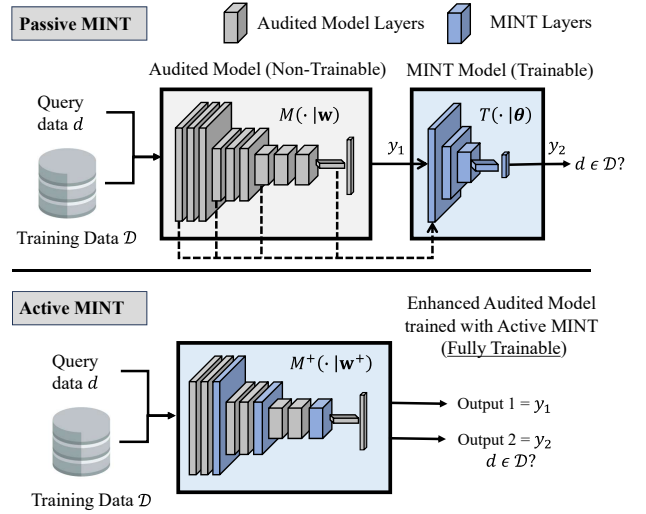 Passive MINT
Audited Model Layers
MINT Layers
Audited Model (Non-Trainable)
MINT Model (Trainable)
Query
data d
M(· |w)
T(· |θ)
y₁
y₂
d ϵ 𝒟?
Training Data 𝒟
Active MINT
Enhanced Audited Model
trained with Active MINT
(Fully Trainable)
Query
data d
M⁺(· |w⁺)
Output 1 = y₁
Output 2 = y₂
d ϵ 𝒟?
Training Data 𝒟